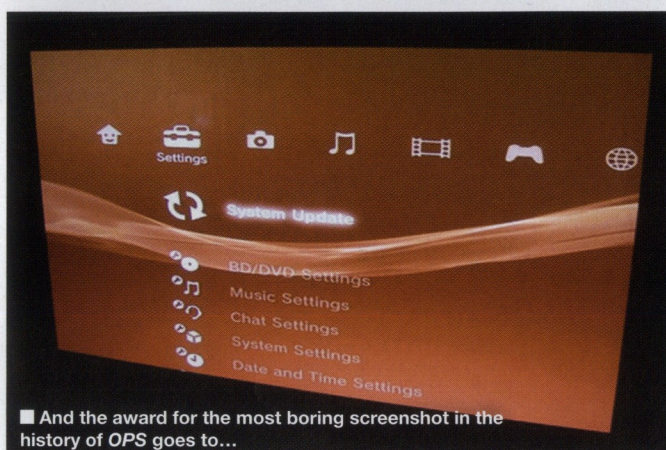 Settings
System Update
BD/DVD Settings
Music Settings
Chat Settings
System Settings
Date and Time Settings
■ And the award for the most boring screenshot in the
history of OPS goes to...